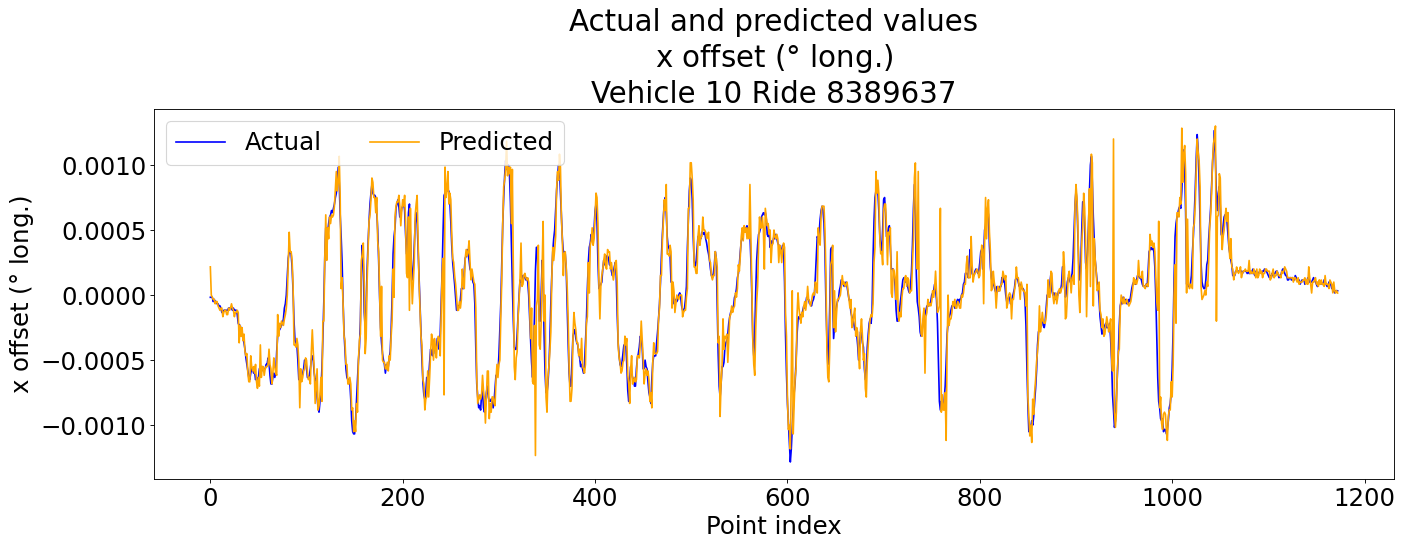 Actual and predicted values
x offset (° long.)
Vehicle 10 Ride 8389637
Actual
Predicted
x offset (° long.)
0.0010
0.0005
0.0000
−0.0005
−0.0010
0
200
400
600
800
1000
1200
Point index